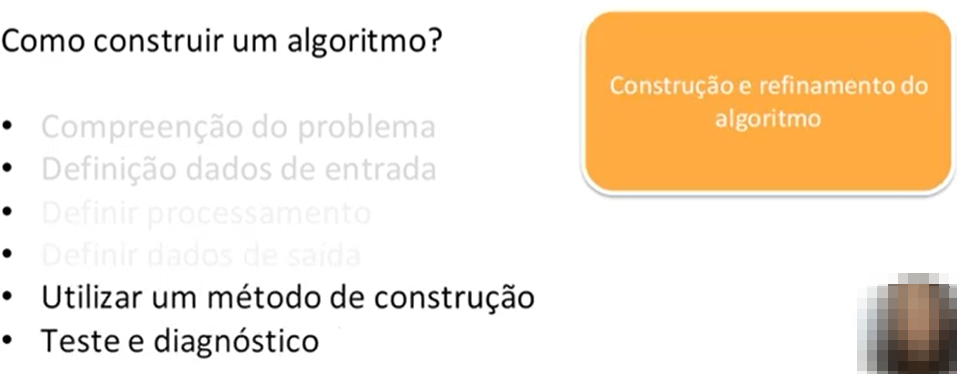 Como construir um algoritmo?
Construção e refinamento do
algoritmo
• Compreenção do problema
• Definição dados de entrada
• Definir processamento
• Definir dados de saída
• Utilizar um método de construção
• Teste e diagnóstico